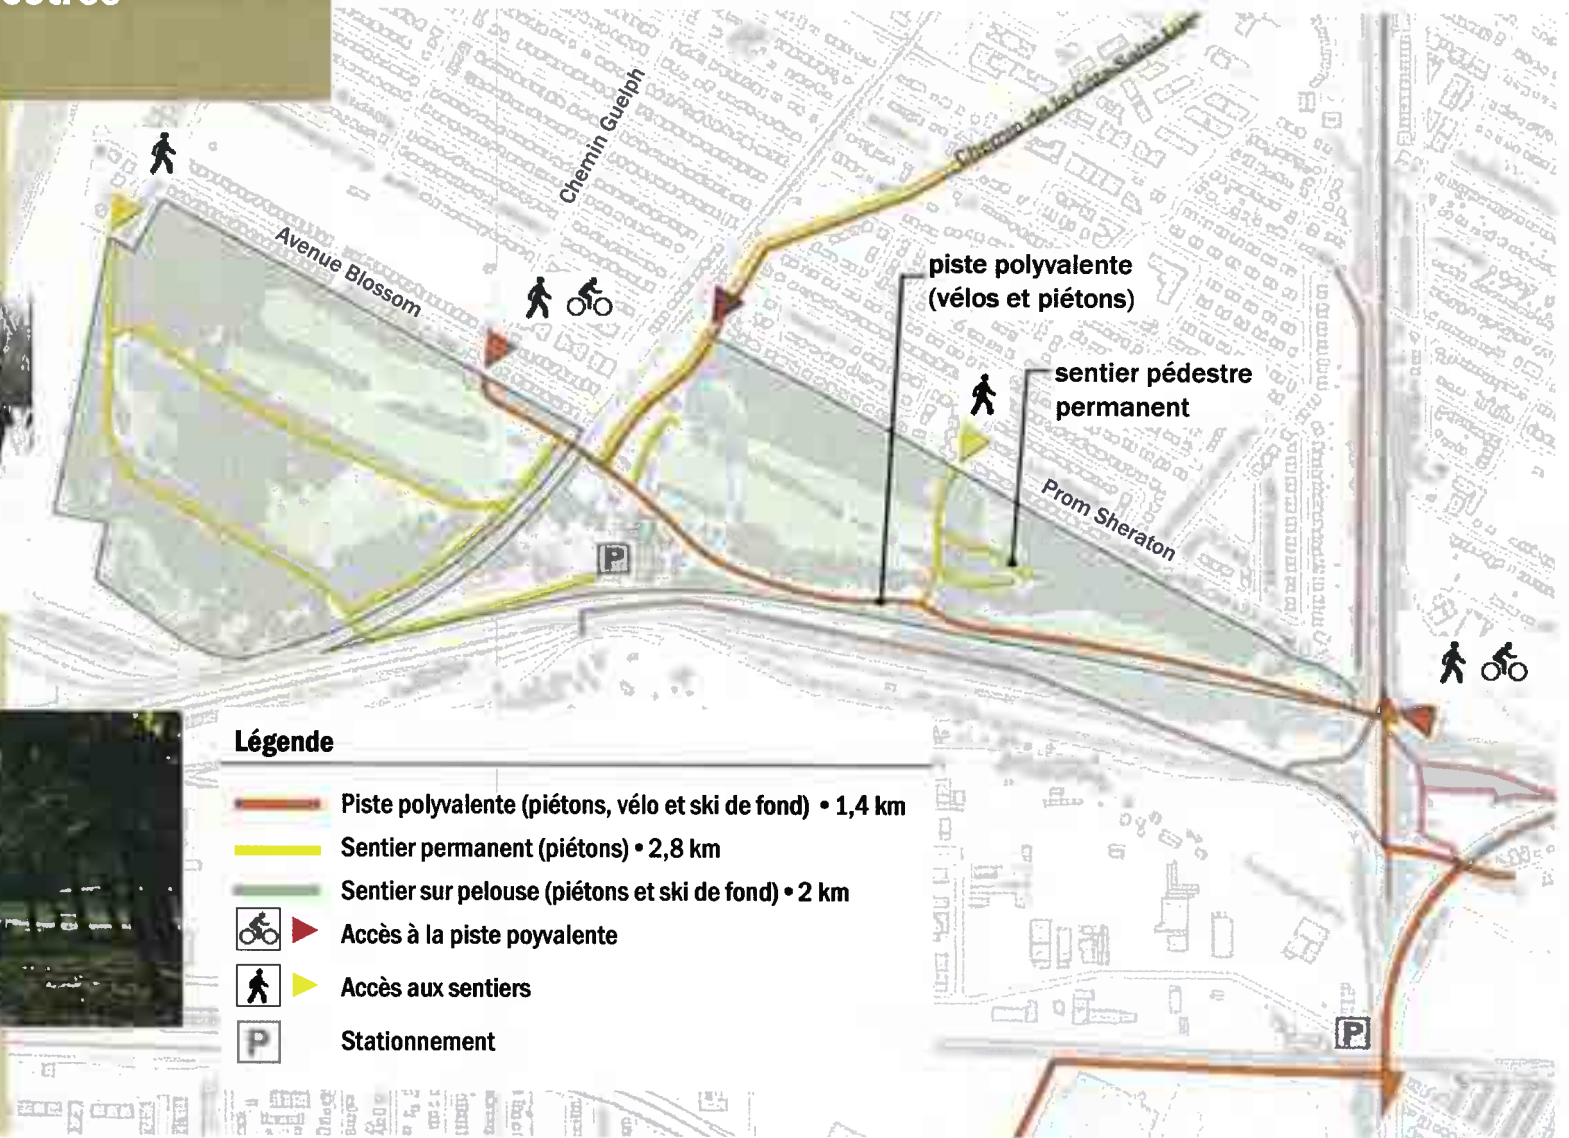 Chemin Guelph
Chemin de la Côte-Saint-Luc
Avenue Blossom
piste polyvalente
(vélos et piétons)
sentier pédestre
permanent
Prom Sheraton
P
Légende
Piste polyvalente (piétons, vélo et ski de fond) • 1,4 km
Sentier permanent (piétons) • 2,8 km
Sentier sur pelouse (piétons et ski de fond) • 2 km
Accès à la piste poyvalente
Accès aux sentiers
P Stationnement
P